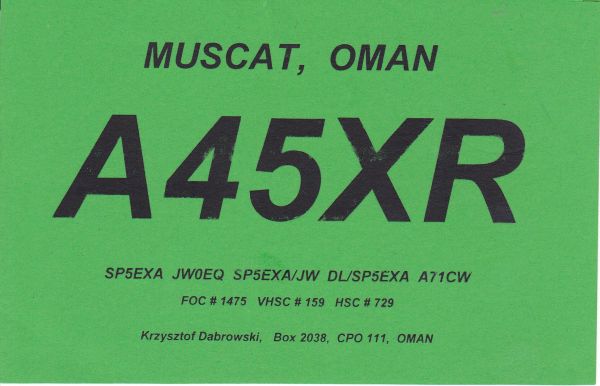 MUSCAT, OMAN
A45XR
SP5EXA JW0EQ SP5EXA/JW DL/SP5EXA A71CW
FOC # 1475 VHSC # 159 HSC # 729
Krzysztof Dabrowski, Box 2038, CPO 111, OMAN